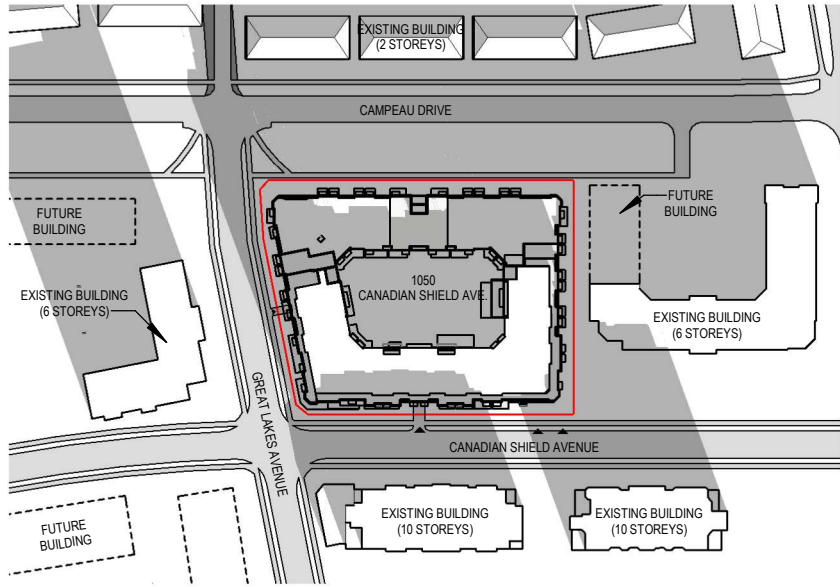 EXISTING BUILDING
(2 STOREYS)
CAMPEAU DRIVE
FUTURE
BUILDING
FUTURE
BUILDING
1050
CANADIAN SHIELD AVE.
EXISTING BUILDING
(6 STOREYS)
EXISTING BUILDING
(6 STOREYS)
GREAT LAKES AVENUE
CANADIAN SHIELD AVENUE
EXISTING BUILDING
(10 STOREYS)
EXISTING BUILDING
(10 STOREYS)
FUTURE
BUILDING